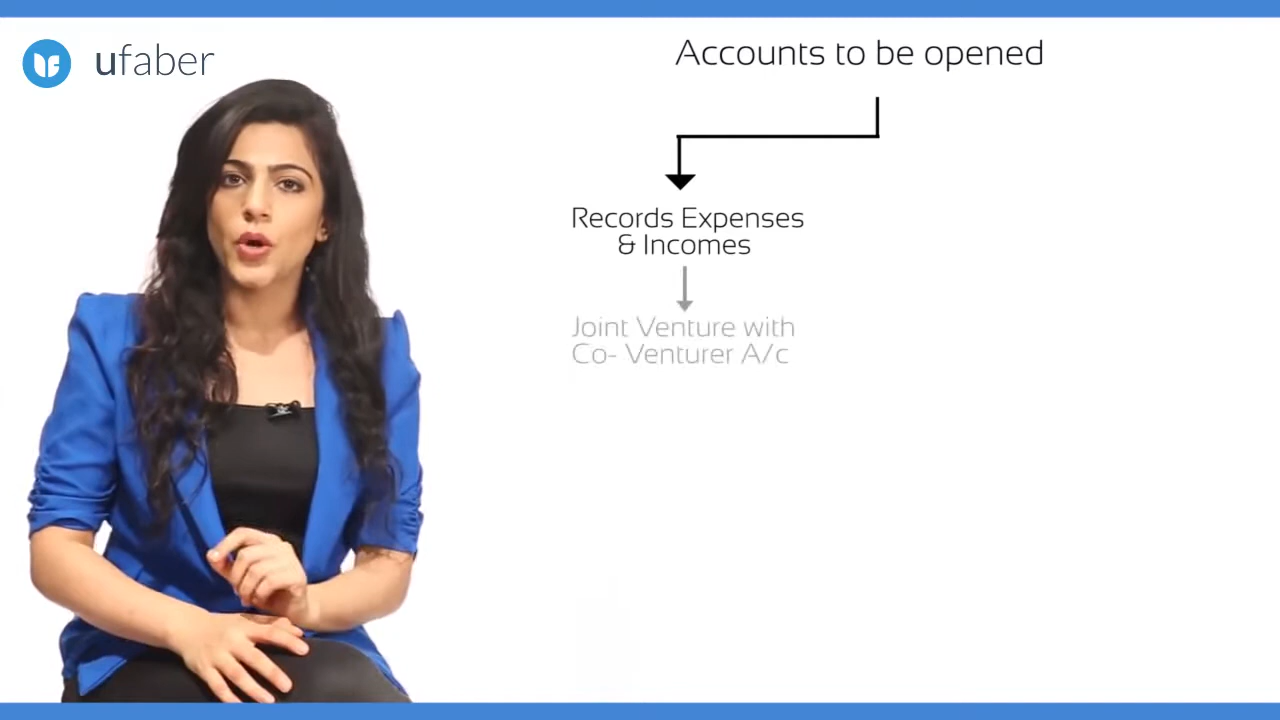 ufaber
Accounts to be opened
Records Expenses
& Incomes
Joint Venture with
Co- Venturer A/c